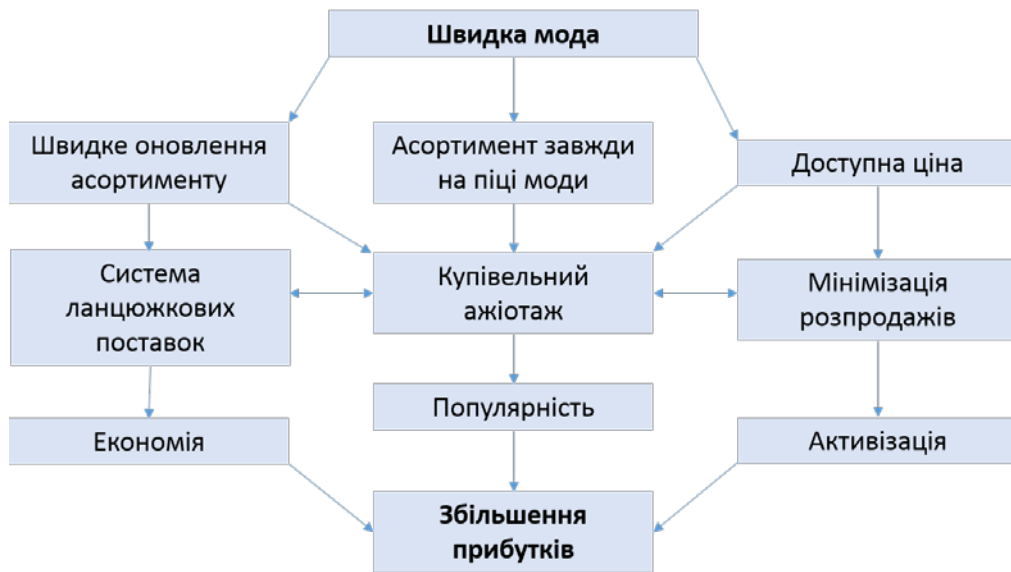 Швидка мода
Швидке оновлення
асортименту
Асортимент завжди
на піці моди
Доступна ціна
Система
ланцюжкових
поставок
Купівельний
ажіотаж
Мінімізація
розпродажів
Популярність
Економія
Активізація
Збільшення
прибутків